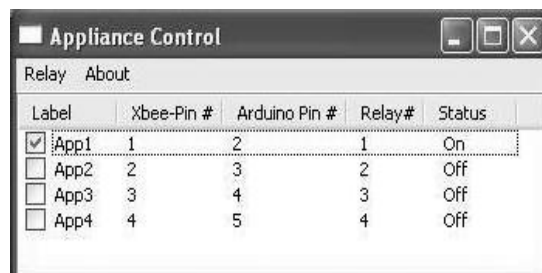 Appliance Control
Relay About
Label Xbee-Pin # Arduino Pin # Relay# Status
App1 1 2 1 On
App2 2 3 2 Off
App3 3 4 3 Off
App4 4 5 4 Off